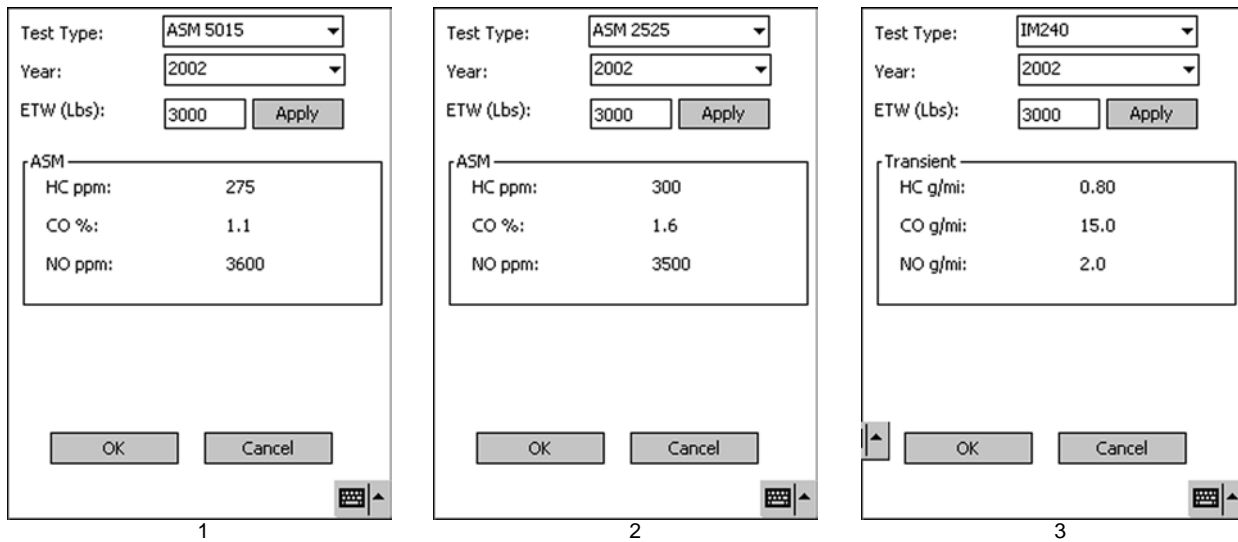 Test Type: ASM 5015
Year: 2002
ETW (Lbs): 3000 Apply
ASM
HC ppm: 275
CO %: 1.1
NO ppm: 3600
OK Cancel
1
Test Type: ASM 2525
Year: 2002
ETW (Lbs): 3000 Apply
ASM
HC ppm: 300
CO %: 1.6
NO ppm: 3500
OK Cancel
2
Test Type: IM240
Year: 2002
ETW (Lbs): 3000 Apply
Transient
HC g/mi: 0.80
CO g/mi: 15.0
NO g/mi: 2.0
OK Cancel
3